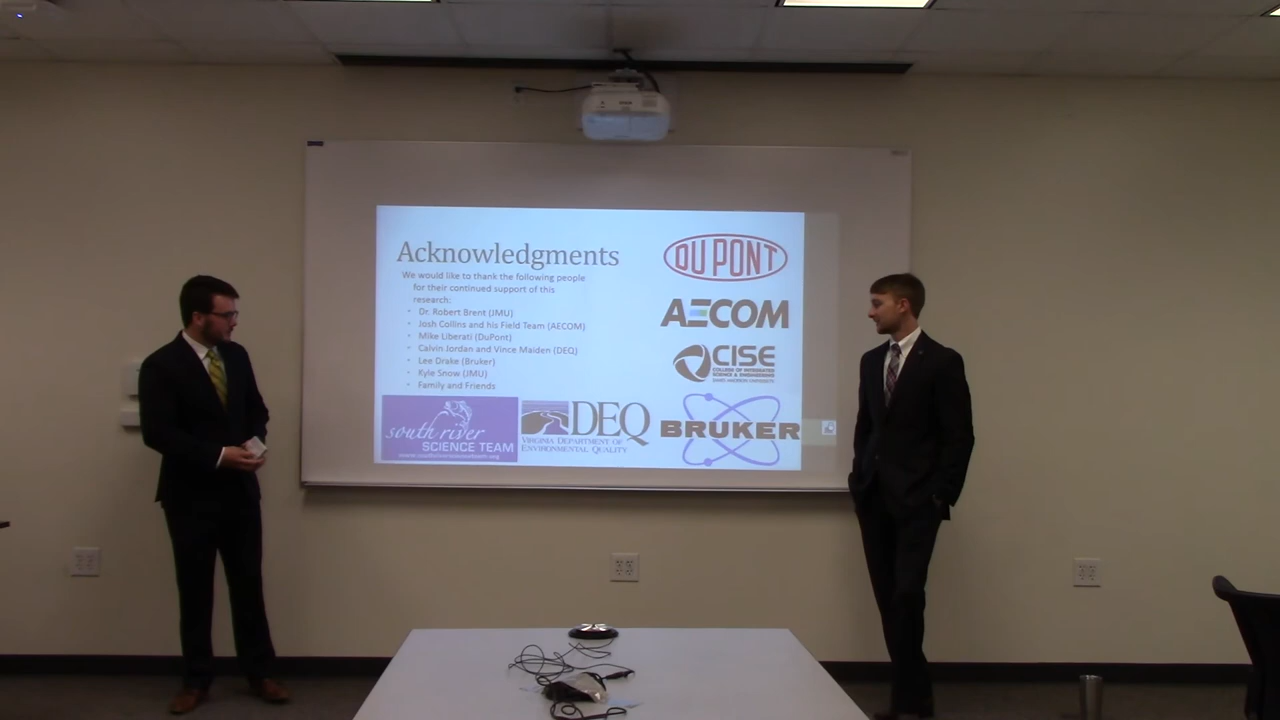 Acknowledgments
We would like to thank the following people
for their continued support of this
research:
• Dr. Robert Brent (JMU)
• Josh Collins and his Field Team (AECOM)
• Mike Liberati (DuPont)
• Calvin Jordan and Vince Maiden (DEQ)
• Lee Drake (Bruker)
• Kyle Snow (JMU)
• Family and Friends
DU PONT
AECOM
CISE
COLLEGE OF INTEGRATED
SCIENCE & ENGINEERING
JAMES MADISON UNIVERSITY
south river
SCIENCE TEAM
DEQ
VIRGINIA DEPARTMENT OF
ENVIRONMENTAL QUALITY
BRUKER